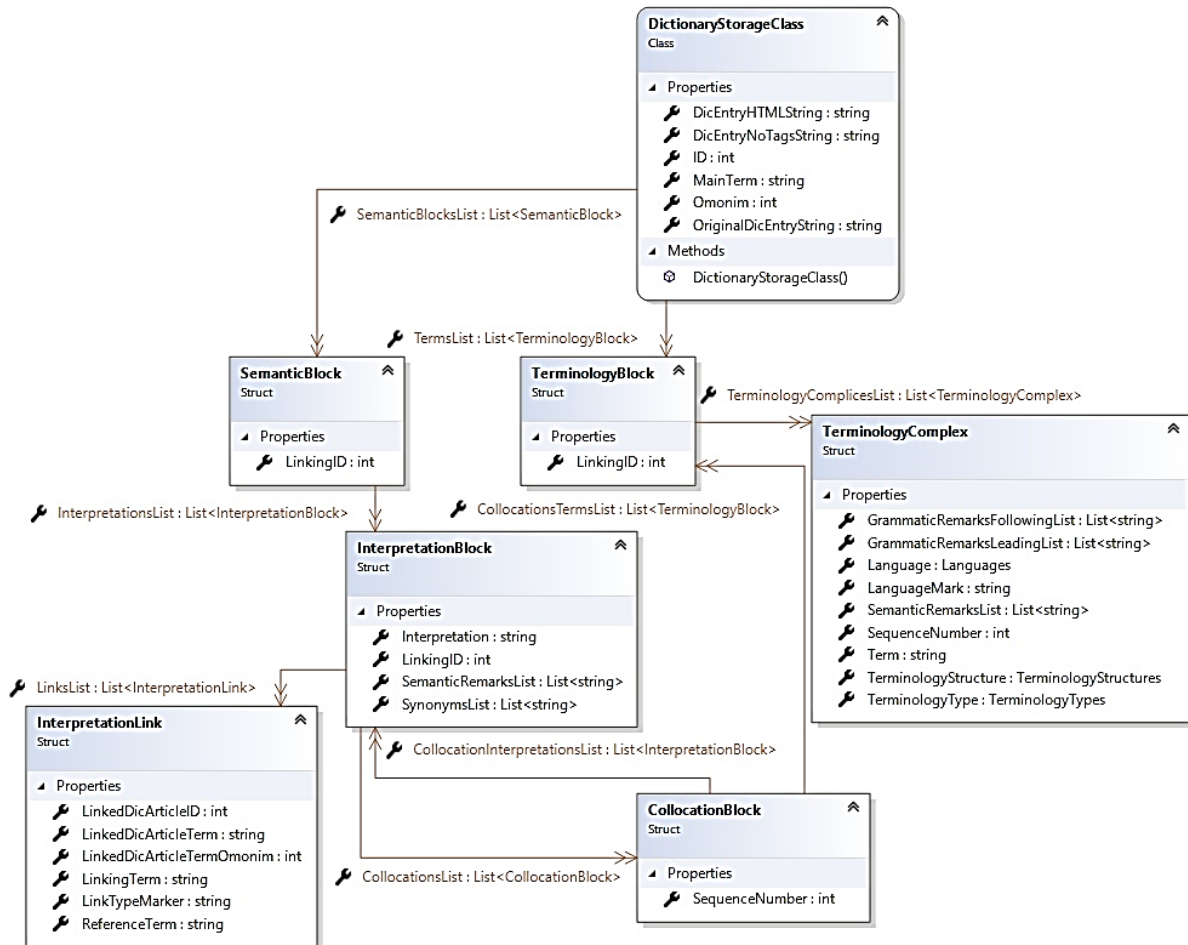 DictionaryStorageClass
Class
Properties
DicEntryHTMLString : string
DicEntryNoTagsString : string
ID : int
MainTerm : string
Omonim : int
OriginalDicEntryString : string
Methods
DictionaryStorageClass()
SemanticBlocksList : List<SemanticBlock>
TermsList : List<TerminologyBlock>
SemanticBlock
Struct
Properties
LinkingID : int
TerminologyBlock
Struct
Properties
LinkingID : int
TerminologyComplicesList : List<TerminologyComplex>
TerminologyComplex
Struct
Properties
GrammaticRemarksFollowingList : List<string>
GrammaticRemarksLeadingList : List<string>
Language : Languages
LanguageMark : string
SemanticRemarksList : List<string>
SequenceNumber : int
Term : string
TerminologyStructure : TerminologyStructures
TerminologyType : TerminologyTypes
InterpretationsList : List<InterpretationBlock>
CollocationsTermsList : List<TerminologyBlock>
InterpretationBlock
Struct
Properties
Interpretation : string
LinkingID : int
SemanticRemarksList : List<string>
SynonymsList : List<string>
LinksList : List<InterpretationLink>
InterpretationLink
Struct
Properties
LinkedDicArticleID : int
LinkedDicArticleTerm : string
LinkedDicArticleTermOmonim : int
LinkingTerm : string
LinkTypeMarker : string
ReferenceTerm : string
CollocationInterpretationsList : List<InterpretationBlock>
CollocationBlock
Struct
Properties
SequenceNumber : int
CollocationsList : List<CollocationBlock>